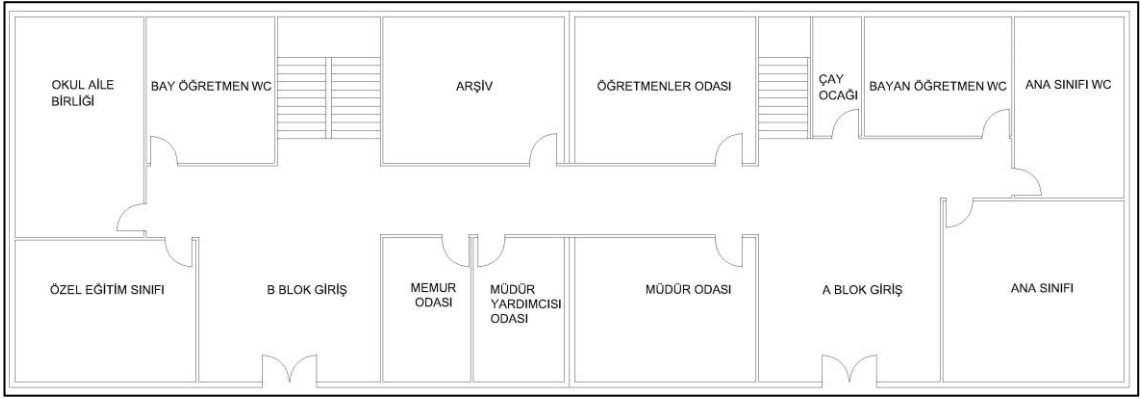 OKUL AİLE
BİRLİĞİ
BAY ÖĞRETMEN WC
ARŞİV
ÖĞRETMENLER ODASI
ÇAY
OCAĞI
BAYAN ÖĞRETMEN WC
ANA SINIFI WC
ÖZEL EĞİTİM SINIFI
B BLOK GİRİŞ
MEMUR
ODASI
MÜDÜR
YARDIMCISI
ODASI
MÜDÜR ODASI
A BLOK GİRİŞ
ANA SINIFI